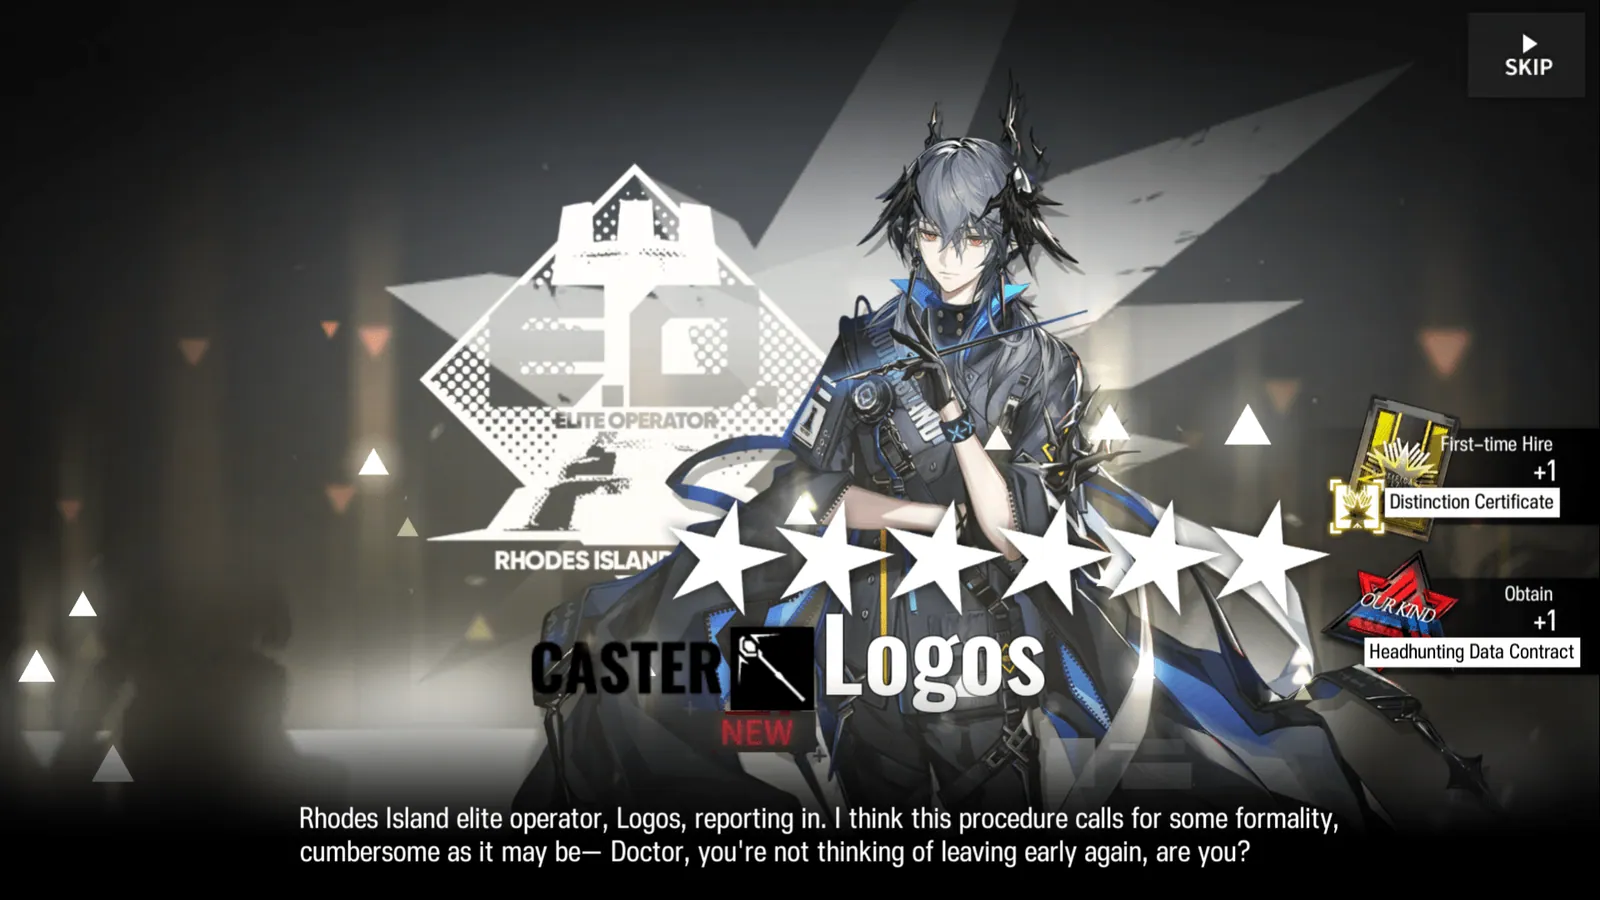 SKIP
E.O.
ELITE OPERATOR
RHODES ISLAND
First-time Hire
+1
Distinction Certificate
OUR KIND
Obtain
+1
Headhunting Data Contract
CASTER
Logos
NEW
Rhodes Island elite operator, Logos, reporting in. I think this procedure calls for some formality,
cumbersome as it may be— Doctor, you're not thinking of leaving early again, are you?